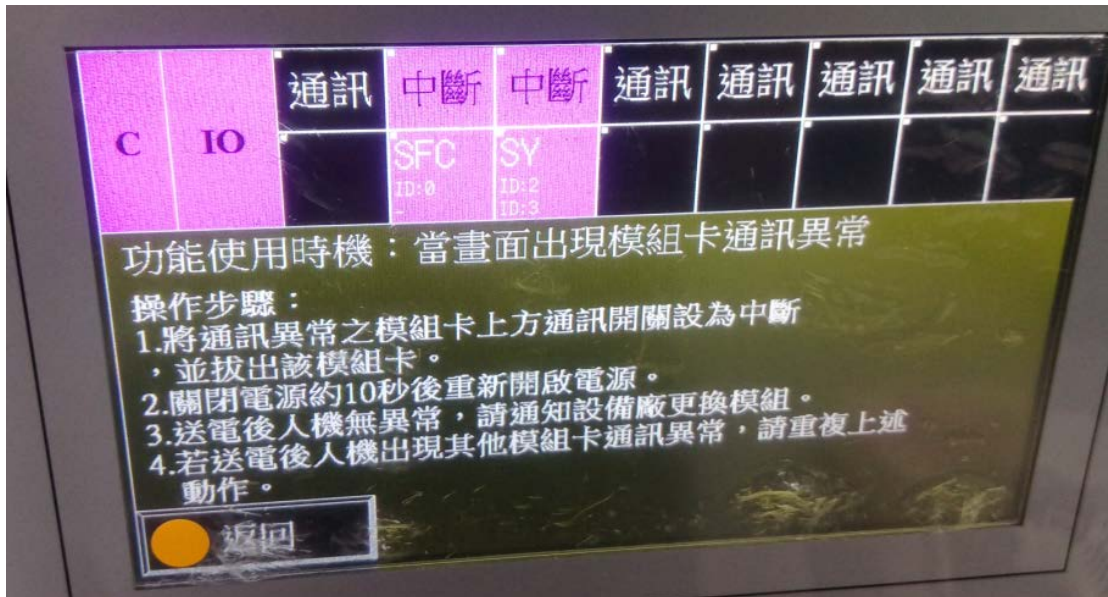 C IO 通訊 中斷 中斷 通訊 通訊 通訊 通訊 通訊
SFC SY
ID:0 ID:2
- ID:3
功能使用時機：當畫面出現模組卡通訊異常
操作步驟：
1.將通訊異常之模組卡上方通訊開關設為中斷
，並拔出該模組卡。
2.關閉電源約10秒後重新開啟電源。
3.送電後人機無異常，請通知設備廠更換模組。
4.若送電後人機出現其他模組卡通訊異常，請重複上述
動作。
返回